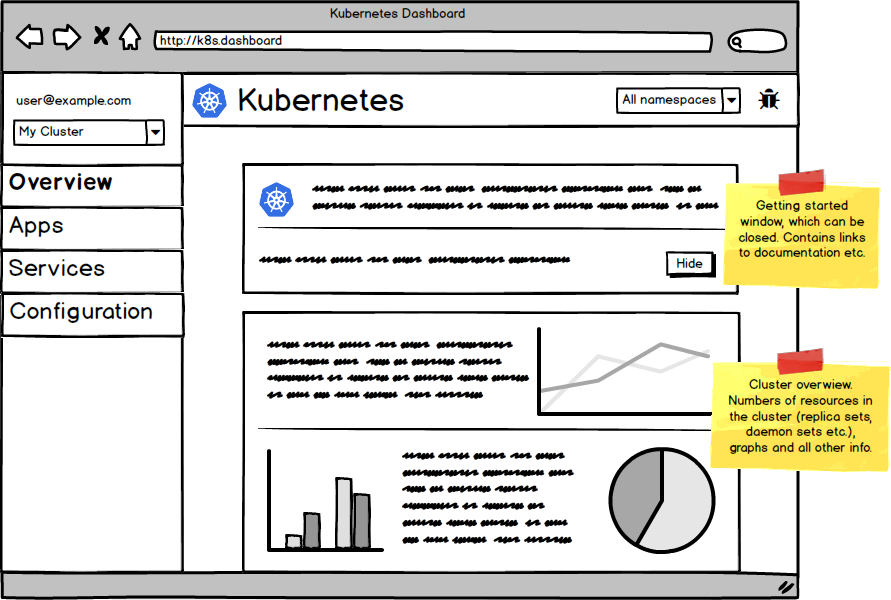 Kubernetes Dashboard
http://k8s.dashboard
user@example.com
My Cluster
Kubernetes
All namespaces
Overview
Apps
Services
Configuration
Hide
Getting started
window, which can be
closed. Contains links
to documentation etc.
Cluster overwiew.
Numbers of resources in
the cluster (replica sets,
daemon sets etc.),
graphs and all other info.